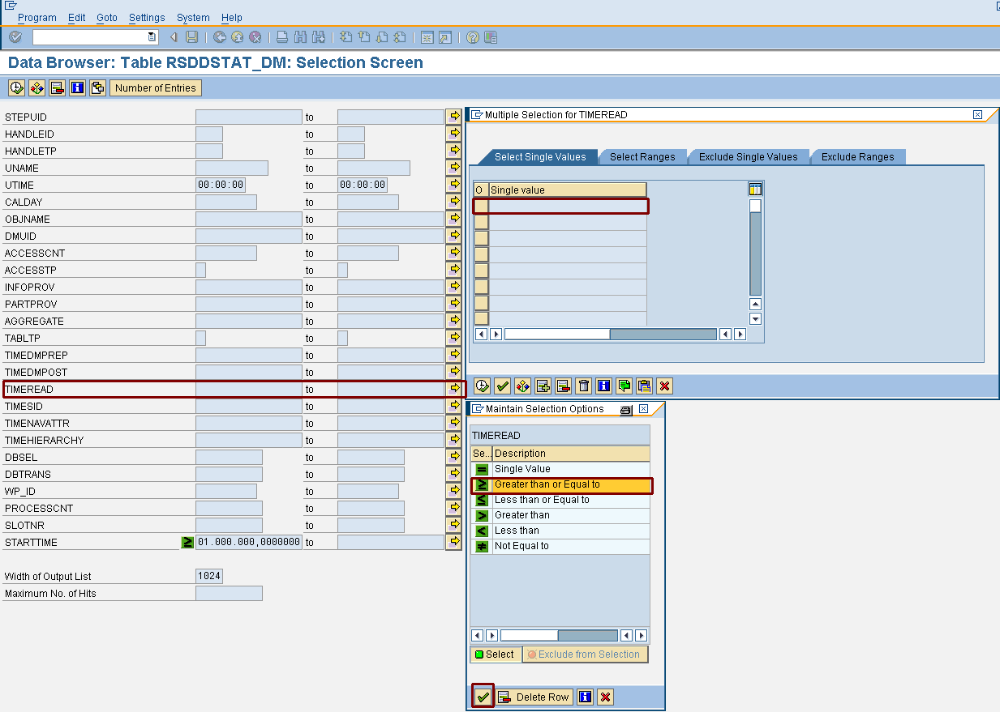 Program Edit Goto Settings System Help
Data Browser: Table RSDDSTAT_DM: Selection Screen
Number of Entries
STEPUID to
HANDLEID to
HANDLETP to
UNAME to
UTIME 00:00:00 to 00:00:00
CALDAY to
OBJNAME to
DMUID to
ACCESSCNT to
ACCESSTP to
INFOPROV to
PARTPROV to
AGGREGATE to
TABLTP to
TIMEDMPREP to
TIMEDMPOST to
TIMEREAD to
TIMESID to
TIMENAVATTR to
TIMEHIERARCHY to
DBSEL to
DBTRANS to
WP_ID to
PROCESSCNT to
SLOTNR to
STARTTIME ≥ 01.000.000,0000000 to
Width of Output List 1024
Maximum No. of Hits
Multiple Selection for TIMEREAD
Select Single Values Select Ranges Exclude Single Values Exclude Ranges
O Single value
Maintain Selection Options
TIMEREAD
Se.. Description
= Single Value
≥ Greater than or Equal to
≤ Less than or Equal to
> Greater than
< Less than
≠ Not Equal to
Select Exclude from Selection
Delete Row